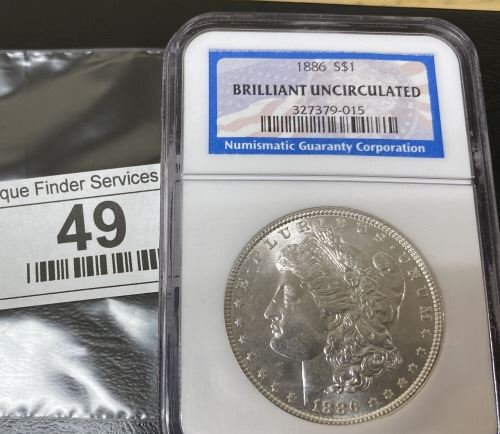 1886 S$1
BRILLIANT UNCIRCULATED
327379-015
Numismatic Guaranty Corporation
que Finder Services
49
E·PLURIBUS·UNUM
1886